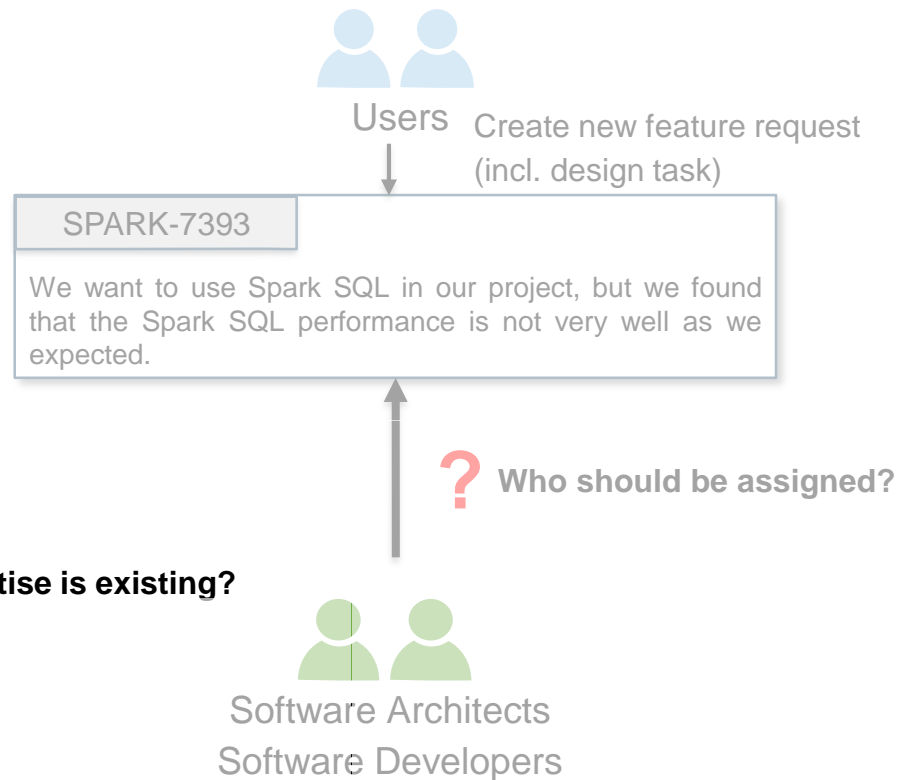 Users
Create new feature request
(incl. design task)
SPARK-7393
We want to use Spark SQL in our project, but we found
that the Spark SQL performance is not very well as we
expected.
? Who should be assigned?
tise is existing?
Software Architects
Software Developers